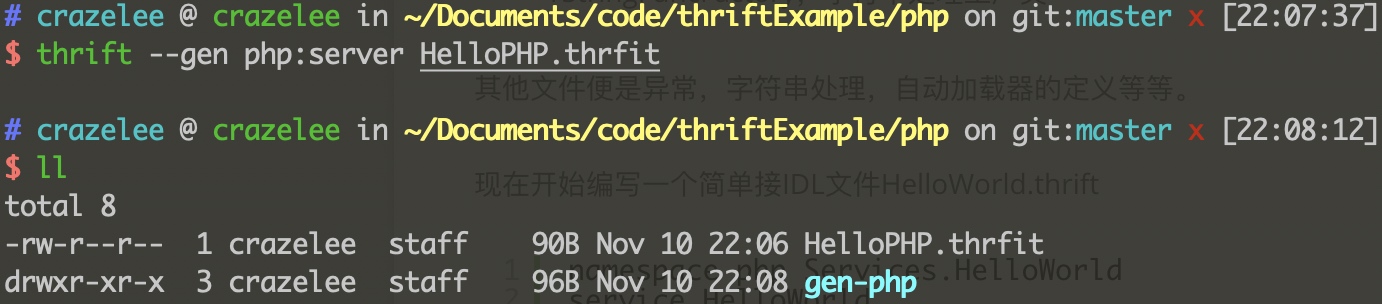 # crazelee @ crazelee in ~/Documents/code/thriftExample/php on git:master x [22:07:37]
$ thrift --gen php:server HelloPHP.thrfit
其他文件便是异常，字符串处理，自动加载器的定义等等。
# crazelee @ crazelee in ~/Documents/code/thriftExample/php on git:master x [22:08:12]
$ ll
现在开始编写一个简单接IDL文件HelloWorld.thrift
total 8
-rw-r--r-- 1 crazelee staff 90B Nov 10 22:06 HelloPHP.thrfit
1 namespace php Services.HelloWorld
drwxr-xr-x 3 crazelee staff 96B Nov 10 22:08 gen-php
2 service HelloWorld